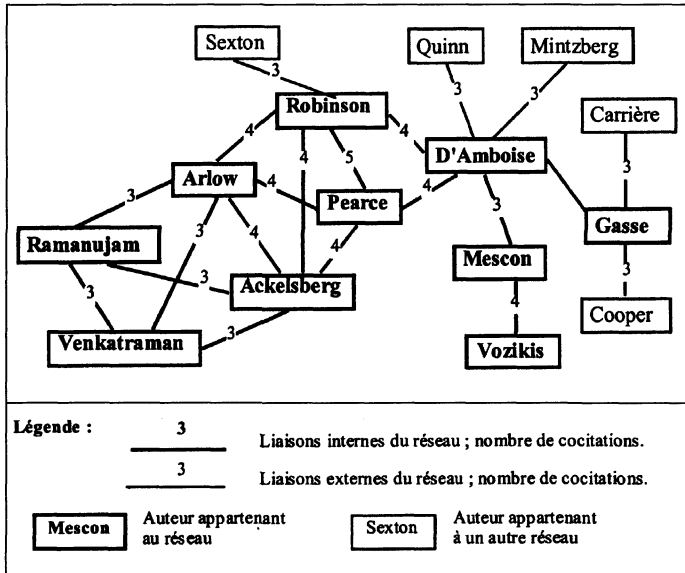 Sexton
Quinn
Mintzberg
3
3
3
Robinson
Carrière
4
4
5
4
D'Amboise
3
Arlow
4
4
Pearce
3
Gasse
3
3
4
4
3
Ramanujam
Mescon
3
3
3
Ackelsberg
4
Cooper
Venkatraman
3
Vozikis
Légende :
3
Liaisons internes du réseau ; nombre de cocitations.
3
Liaisons externes du réseau ; nombre de cocitations.
Mescon
Auteur appartenant
au réseau
Sexton
Auteur appartenant
à un autre réseau